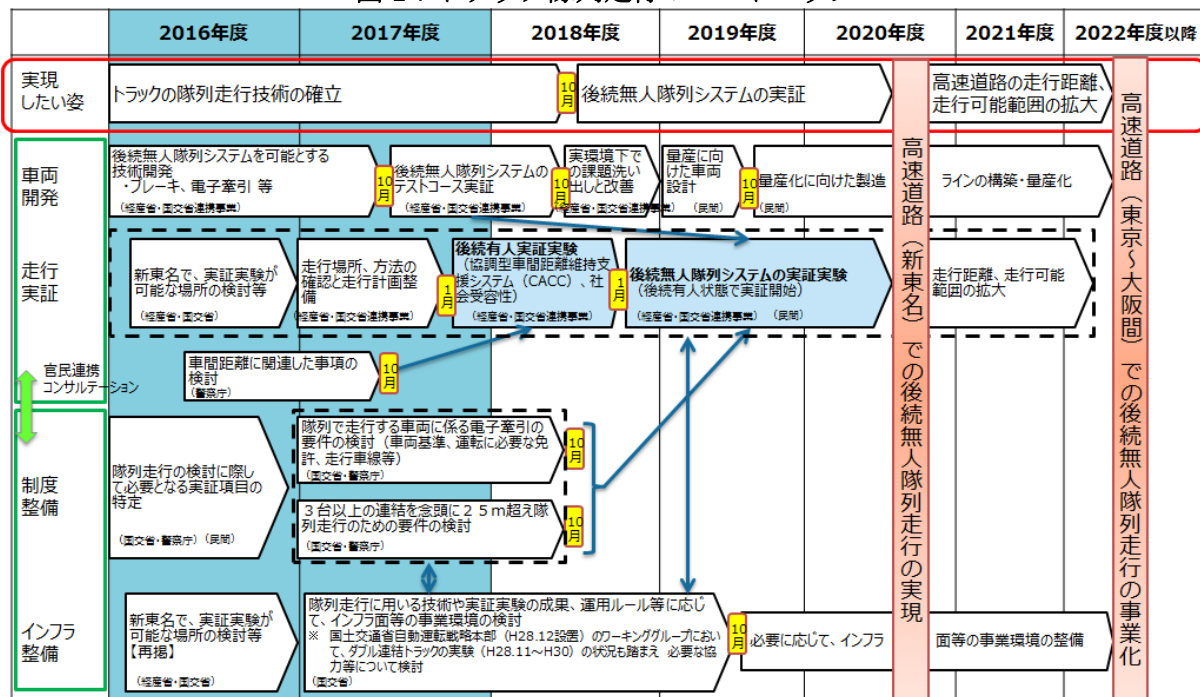 2016年度
2017年度
2018年度
2019年度
2020年度
2021年度
2022年度以降
実現
したい姿
トラックの隊列走行技術の確立
10
月
後続無人隊列システムの実証
高速道路の走行距離、
走行可能範囲の拡大
車両
開発
後続無人隊列システムを可能とする
技術開発
・ブレーキ、電子牽引 等
(経産省・国交省連携事業)
10
月
後続無人隊列システムの
テストコース実証
(経産省・国交省連携事業)
10
月
実環境下で
の課題洗い
出しと改善
(経産省・国交省連携事業)
量産に向
けた車両
設計
(民間)
10
月
量産化に向けた製造
(民間)
ラインの構築・量産化
走行
実証
新東名で、実証実験が
可能な場所の検討等
(経産省・国交省)
走行場所、方法の
確認と走行計画整
備
(経産省・国交省連携事業)
1
月
後続有人実証実験
(協調型車間距離維持支
援システム(CACC)、社
会受容性)
(経産省・国交省連携事業)
1
月
後続無人隊列システムの実証実験
(後続有人状態で実証開始)
(経産省・国交省連携事業)(民間)
走行距離、走行可能
範囲の拡大
車間距離に関連した事項の
検討
(警察庁)
10
月
官民連携
コンサルテーション
制度
整備
隊列走行の検討に際し
て必要となる実証項目の
特定
(国交省・警察庁)(民間)
隊列で走行する車両に係る電子牽引の
要件の検討(車両基準、運転に必要な免
許、走行車線等)
(国交省・警察庁)
10
月
3台以上の連結を念頭に25m超え隊
列走行のための要件の検討
(国交省・警察庁)
10
月
インフラ
整備
新東名で、実証実験が
可能な場所の検討等
【再掲】
(経産省・国交省)
隊列走行に用いる技術や実証実験の成果、運用ルール等に応じ
て、インフラ面等の事業環境の検討
※ 国土交通省自動運転戦略本部(H28.12設置)のワーキンググループにおい
て、ダブル連結トラックの実験(H28.11～H30)の状況も踏まえ 必要な協
力等について検討
(国交省)
10
月
必要に応じて、インフラ
面等の事業環境の整備
高速道路(新東名)での後続無人隊列走行の実現
高速道路(東京～大阪間)での後続無人隊列走行の事業化